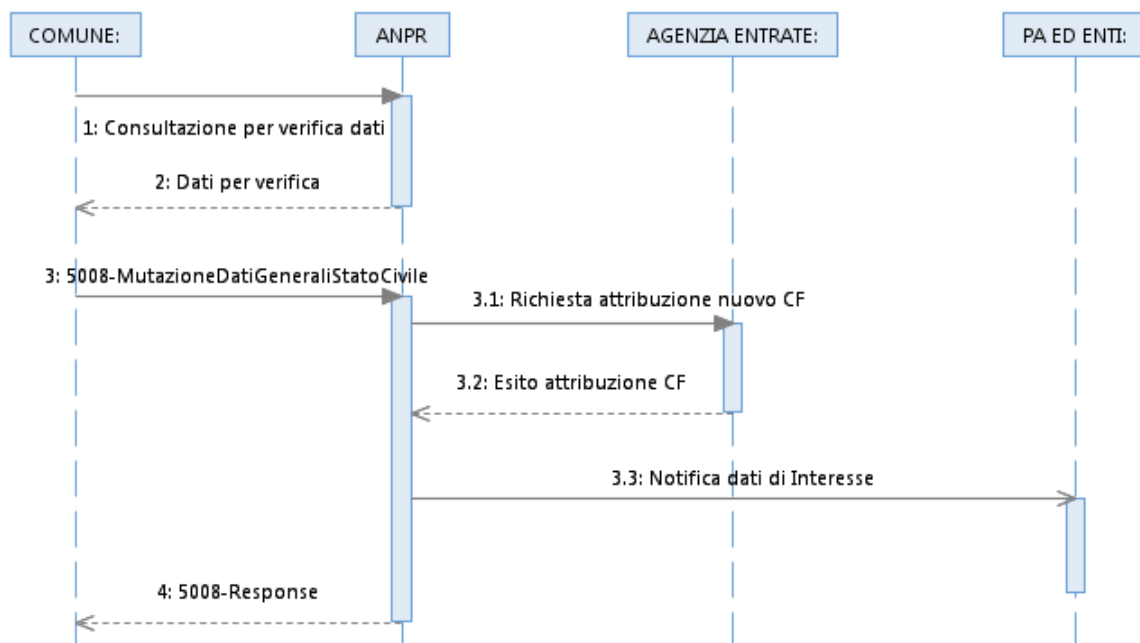 COMUNE:
ANPR
AGENZIA ENTRATE:
PA ED ENTI:
1: Consultazione per verifica dati
2: Dati per verifica
3: 5008-MutazioneDatiGeneraliStatoCivile
3.1: Richiesta attribuzione nuovo CF
3.2: Esito attribuzione CF
3.3: Notifica dati di Interesse
4: 5008-Response